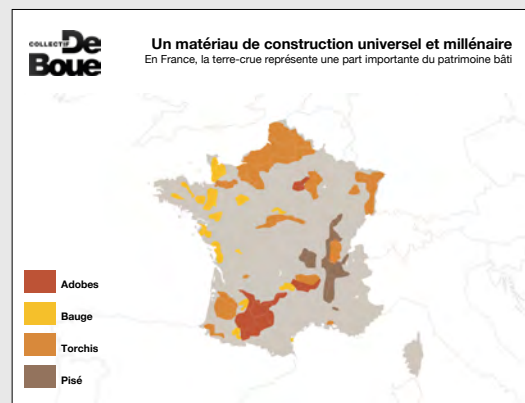 COLLECTIF De
Boue
Un matériau de construction universel et millénaire
En France, la terre-crue représente une part importante du patrimoine bâti
Adobes
Bauge
Torchis
Pisé